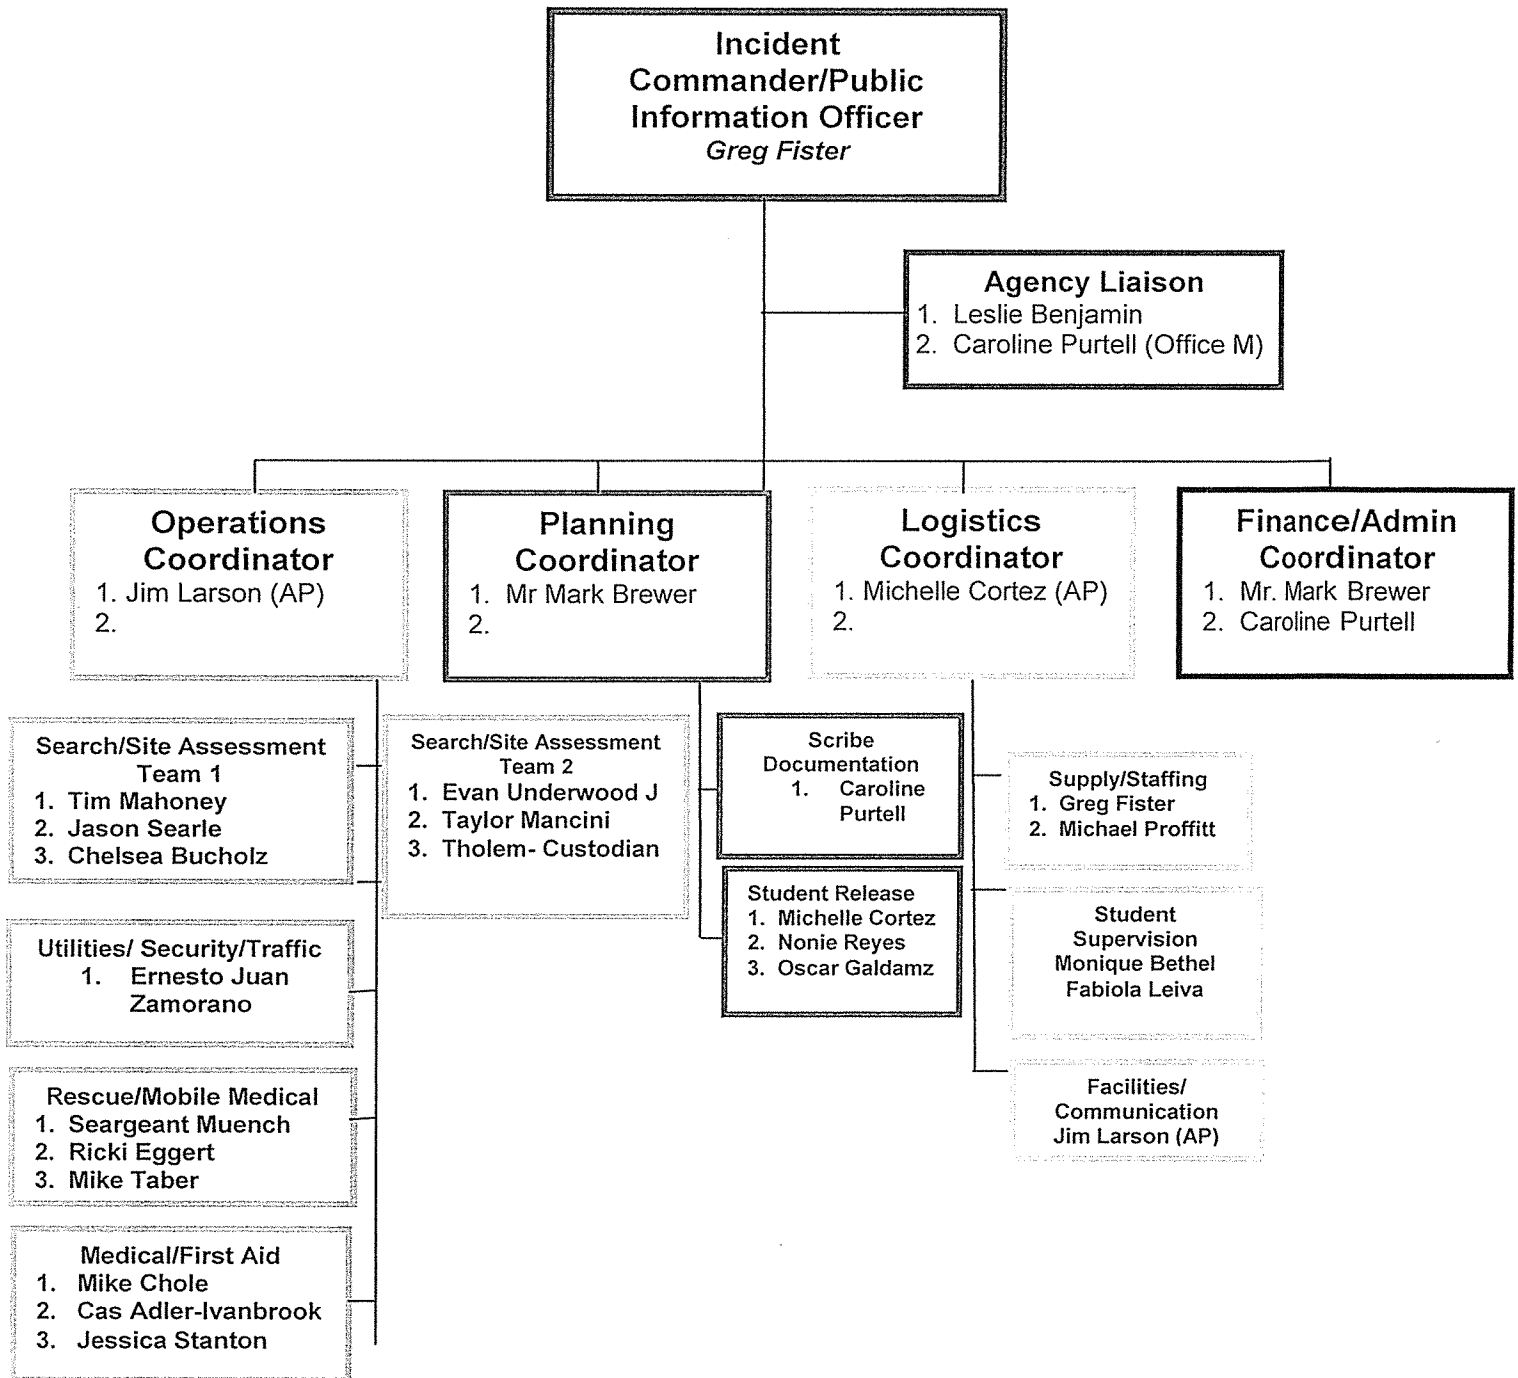 Incident
Commander/Public
Information Officer
Greg Fister
Agency Liaison
1. Leslie Benjamin
2. Caroline Purtell (Office M)
Operations
Coordinator
1. Jim Larson (AP)
2.
Planning
Coordinator
1. Mr Mark Brewer
2.
Logistics
Coordinator
1. Michelle Cortez (AP)
2.
Finance/Admin
Coordinator
1. Mr. Mark Brewer
2. Caroline Purtell
Search/Site Assessment
Team 1
1. Tim Mahoney
2. Jason Searle
3. Chelsea Bucholz
Search/Site Assessment
Team 2
1. Evan Underwood J
2. Taylor Mancini
3. Tholem- Custodian
Utilities/ Security/Traffic
1. Ernesto Juan
Zamorano
Rescue/Mobile Medical
1. Seargeant Muench
2. Ricki Eggert
3. Mike Taber
Medical/First Aid
1. Mike Chole
2. Cas Adler-Ivanbrook
3. Jessica Stanton
Scribe
Documentation
1. Caroline
Purtell
Student Release
1. Michelle Cortez
2. Nonie Reyes
3. Oscar Galdamz
Supply/Staffing
1. Greg Fister
2. Michael Proffitt
Student
Supervision
Monique Bethel
Fabiola Leiva
Facilities/
Communication
Jim Larson (AP)